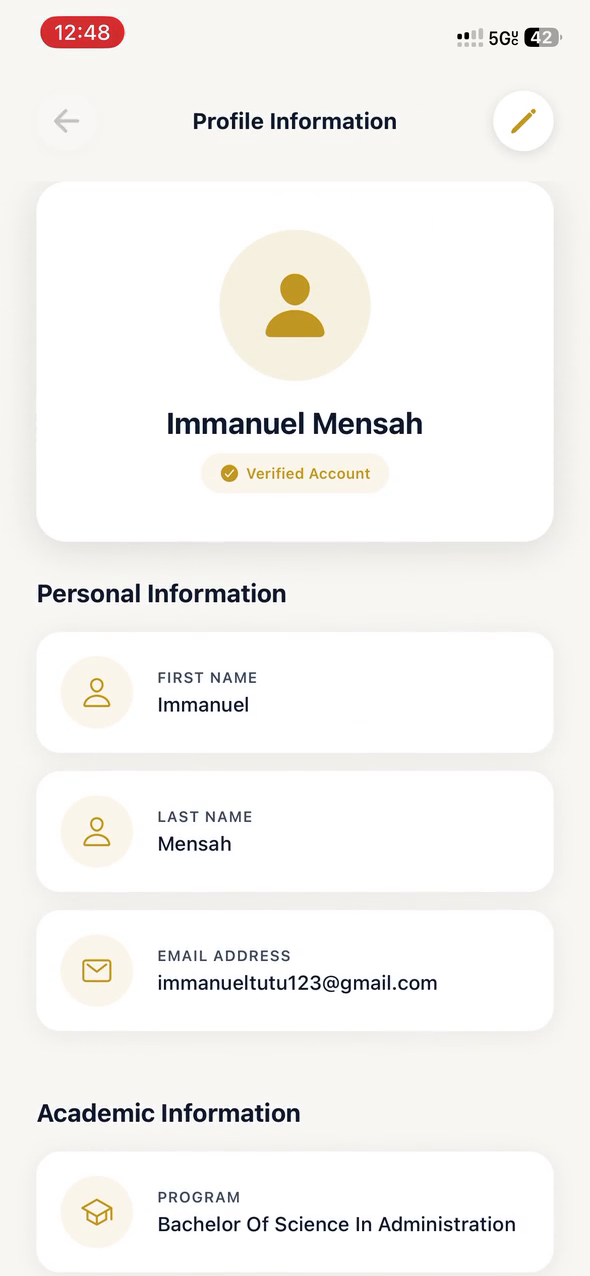 12:48
5G
42
Profile Information
Immanuel Mensah
Verified Account
Personal Information
FIRST NAME
Immanuel
LAST NAME
Mensah
EMAIL ADDRESS
immanueltutu123@gmail.com
Academic Information
PROGRAM
Bachelor Of Science In Administration